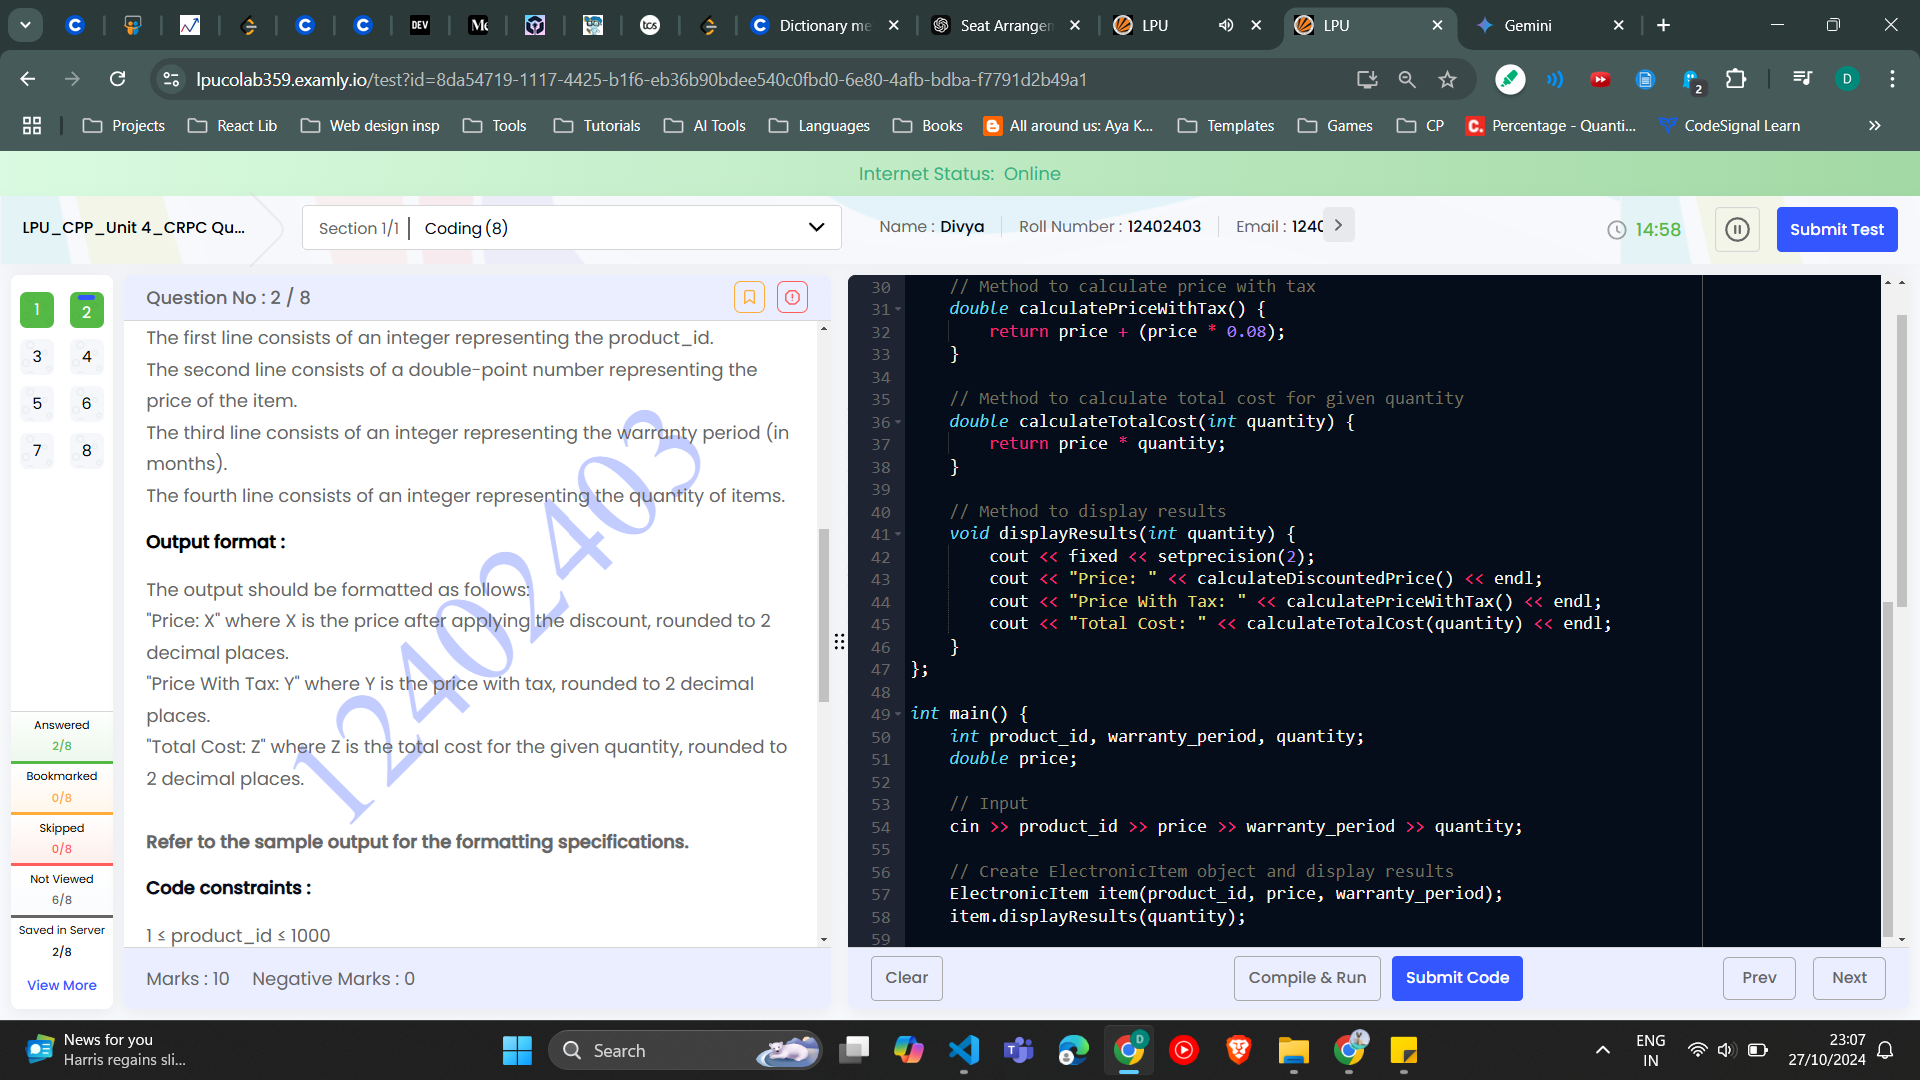 DEV
M
tcs
Dictionary me
Seat Arrangen
LPU
LPU
Gemini
lpucolab359.examly.io/test?id=8da54719-1117-4425-b1f6-eb36b90bdee540c0fbd0-6e80-4afb-bdba-f7791d2b49a1
2
D
Projects
React Lib
Web design insp
Tools
Tutorials
AI Tools
Languages
Books
All around us: Aya K...
Templates
Games
CP
Percentage - Quanti...
CodeSignal Learn
Internet Status: Online
LPU_CPP_Unit 4_CRPC Qu...
Section 1/1 | Coding (8)
Name : Divya
Roll Number : 12402403
Email : 1240
14:58
Submit Test
1 2
3 4
5 6
7 8
Answered
2/8
Bookmarked
0/8
Skipped
0/8
Not Viewed
6/8
Saved in Server
2/8
View More
Question No : 2 / 8
The first line consists of an integer representing the product_id.
The second line consists of a double-point number representing the
price of the item.
The third line consists of an integer representing the warranty period (in
months).
The fourth line consists of an integer representing the quantity of items.
Output format :
The output should be formatted as follows:
"Price: X" where X is the price after applying the discount, rounded to 2
decimal places.
"Price With Tax: Y" where Y is the price with tax, rounded to 2 decimal
places.
"Total Cost: Z" where Z is the total cost for the given quantity, rounded to
2 decimal places.
Refer to the sample output for the formatting specifications.
Code constraints :
1 ≤ product_id ≤ 1000
12402403
Marks : 10 Negative Marks : 0
30 // Method to calculate price with tax
31 double calculatePriceWithTax() {
32 return price + (price * 0.08);
33 }
34
35 // Method to calculate total cost for given quantity
36 double calculateTotalCost(int quantity) {
37 return price * quantity;
38 }
39
40 // Method to display results
41 void displayResults(int quantity) {
42 cout << fixed << setprecision(2);
43 cout << "Price: " << calculateDiscountedPrice() << endl;
44 cout << "Price With Tax: " << calculatePriceWithTax() << endl;
45 cout << "Total Cost: " << calculateTotalCost(quantity) << endl;
46 }
47 };
48
49 int main() {
50 int product_id, warranty_period, quantity;
51 double price;
52
53 // Input
54 cin >> product_id >> price >> warranty_period >> quantity;
55
56 // Create ElectronicItem object and display results
57 ElectronicItem item(product_id, price, warranty_period);
58 item.displayResults(quantity);
59
Clear
Compile & Run
Submit Code
Prev
Next
News for you
Harris regains sli...
Search
D
ENG
IN
23:07
27/10/2024